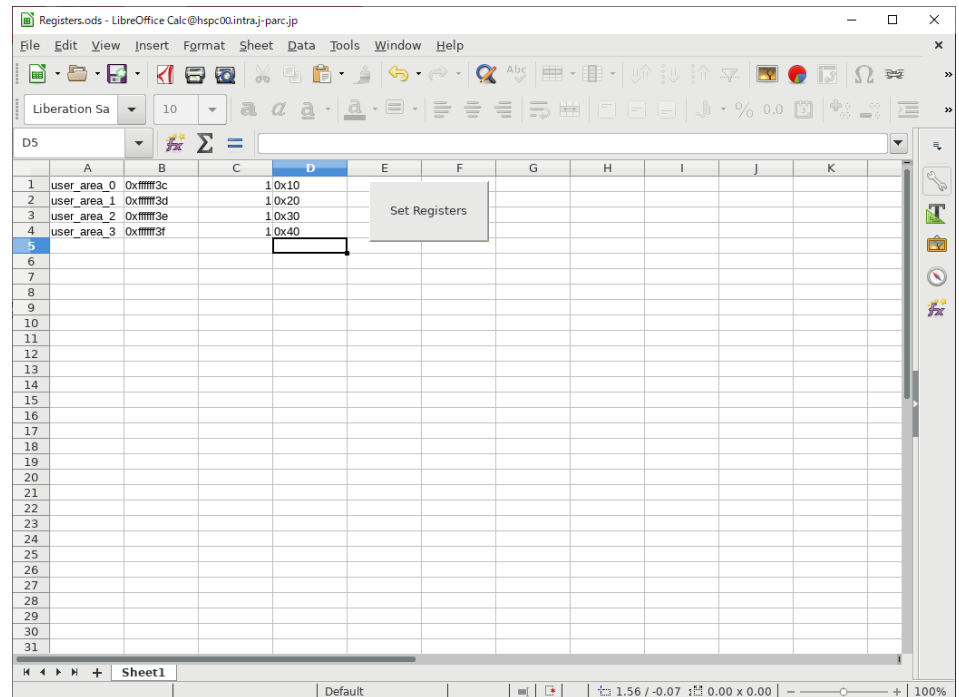 Registers.ods - LibreOffice Calc@hspc00.intra.j-parc.jp
File Edit View Insert Format Sheet Data Tools Window Help
Abc
Liberation Sa 10 a a a a % 0.0
D5
A B C D E F G H I J K
1 user_area_0 0xffffff3c 1 0x10
2 user_area_1 0xffffff3d 1 0x20
3 user_area_2 0xffffff3e 1 0x30
4 user_area_3 0xffffff3f 1 0x40
Set Registers
5
6
7
8
9
10
11
12
13
14
15
16
17
18
19
20
21
22
23
24
25
26
27
28
29
30
31
Sheet1
Default 1.56 / -0.07 0.00 x 0.00 100%